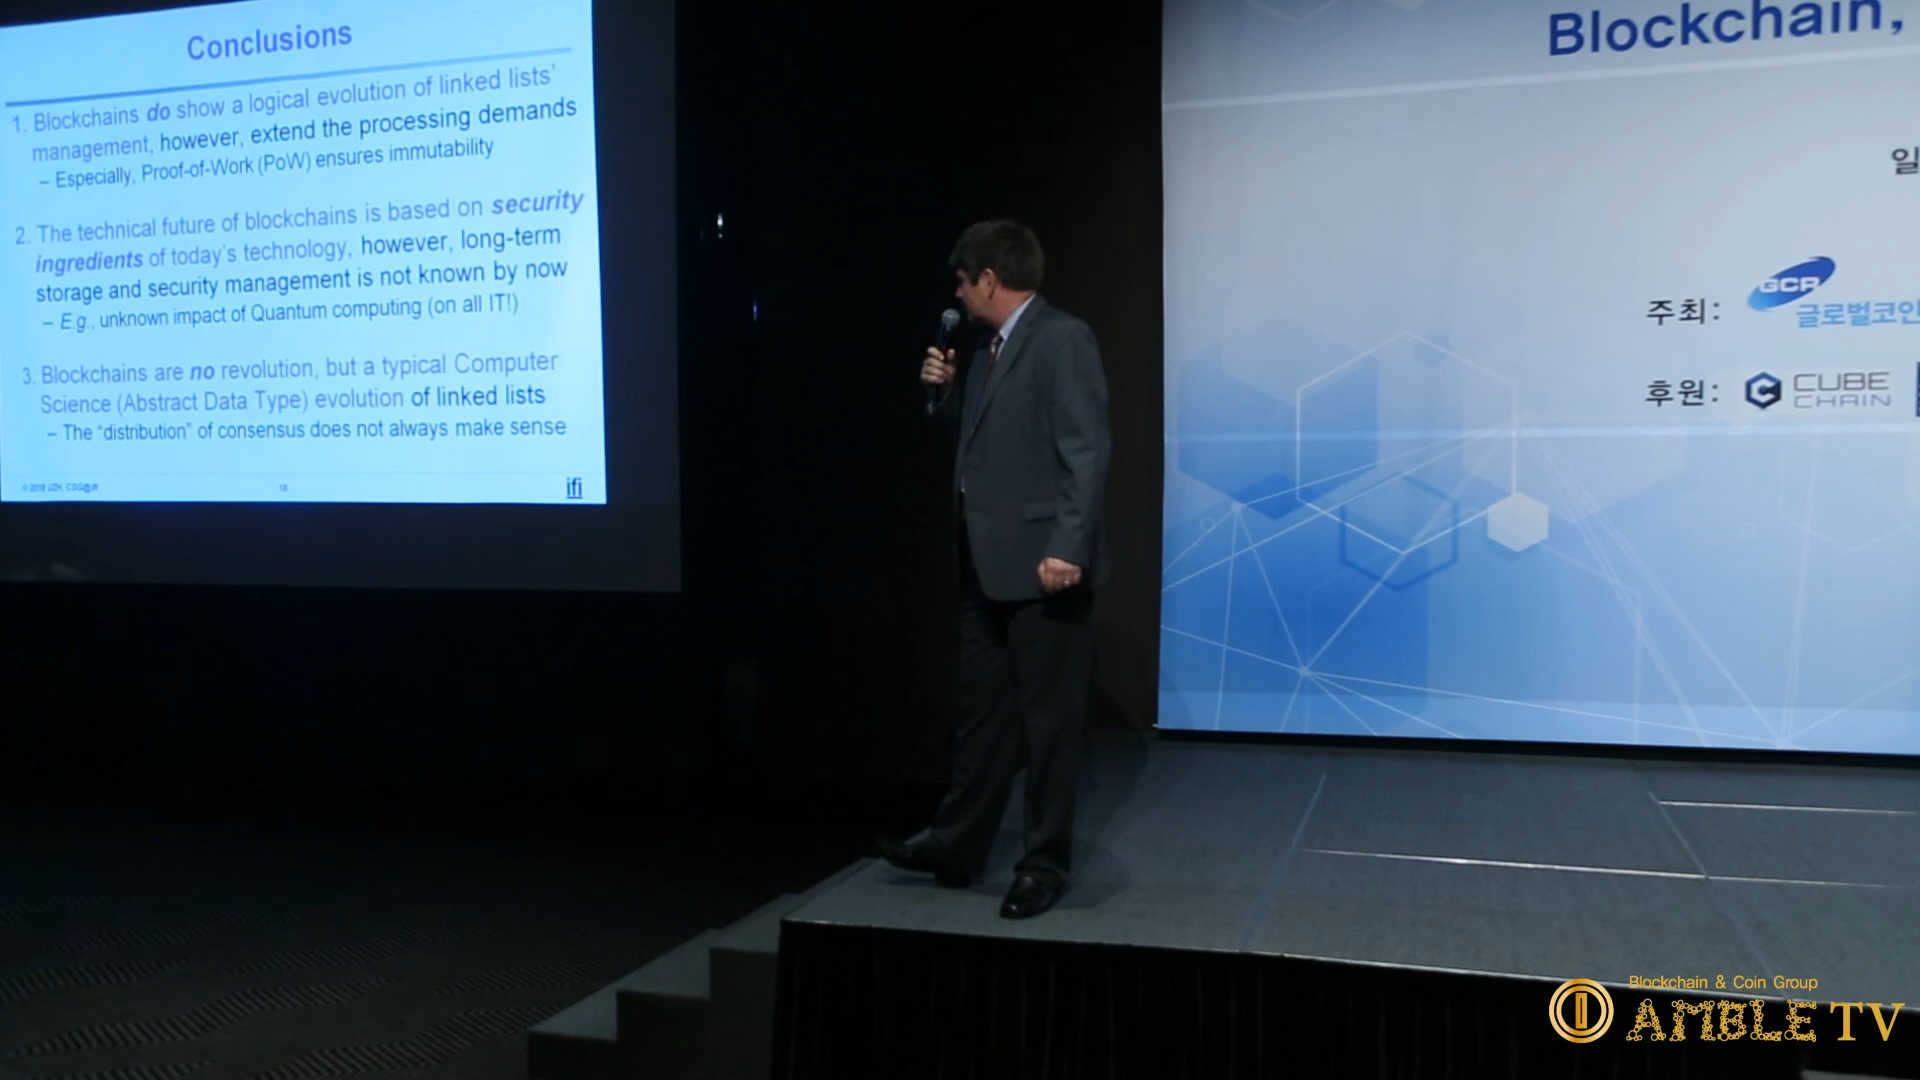 Conclusions
1. Blockchains do show a logical evolution of linked lists'
management, however, extend the processing demands
– Especially, Proof-of-Work (PoW) ensures immutability
2. The technical future of blockchains is based on security
ingredients of today's technology, however, long-term
storage and security management is not known by now
– E.g., unknown impact of Quantum computing (on all IT!)
3. Blockchains are no revolution, but a typical Computer
Science (Abstract Data Type) evolution of linked lists
– The "distribution" of consensus does not always make sense
ifi
Blockchain,
일
주최:
GCR
글로벌코인
후원:
CUBE
CHAIN
Blockchain & Coin Group
AMBLE TV